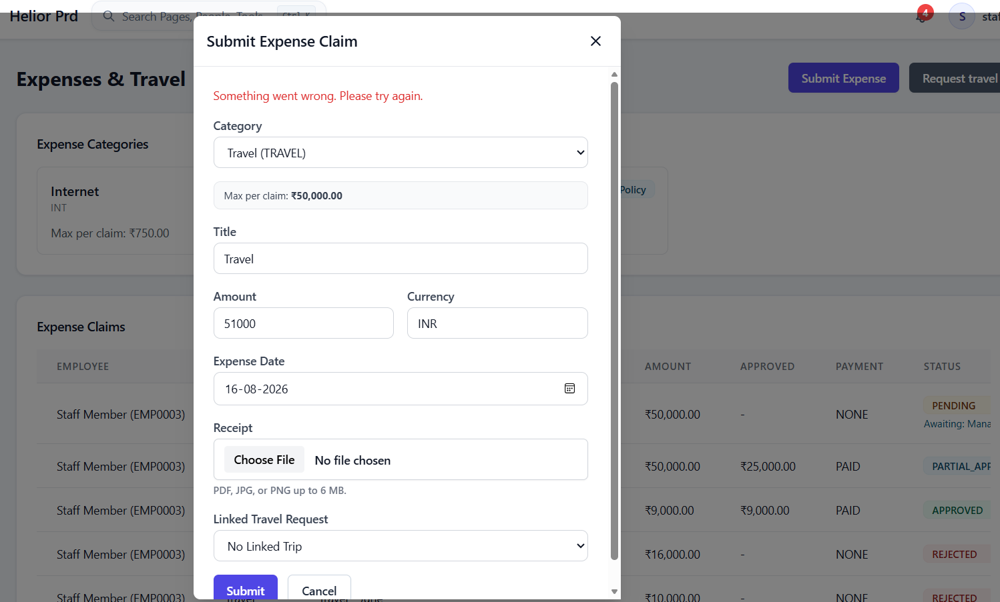 Helior Prd
Search Pages, People, Tools
Ctrl K
4
S
staf
Submit Expense Claim
Expenses & Travel
Submit Expense
Request travel
Something went wrong. Please try again.
Category
Travel (TRAVEL)
Max per claim: ₹50,000.00
Title
Travel
Amount
Currency
51000
INR
Expense Date
16-08-2026
Receipt
Choose File
No file chosen
PDF, JPG, or PNG up to 6 MB.
Linked Travel Request
No Linked Trip
Submit
Cancel
Expense Categories
Internet
INT
Max per claim: ₹750.00
Policy
Expense Claims
EMPLOYEE
AMOUNT
APPROVED
PAYMENT
STATUS
Staff Member (EMP0003)
₹50,000.00
-
NONE
PENDING
Awaiting: Mana
Staff Member (EMP0003)
₹50,000.00
₹25,000.00
PAID
PARTIAL_APP
Staff Member (EMP0003)
₹9,000.00
₹9,000.00
PAID
APPROVED
Staff Member (EMP0003)
₹16,000.00
-
NONE
REJECTED
Staff Member (EMP0003)
₹10,000.00
NONE
REJECTED